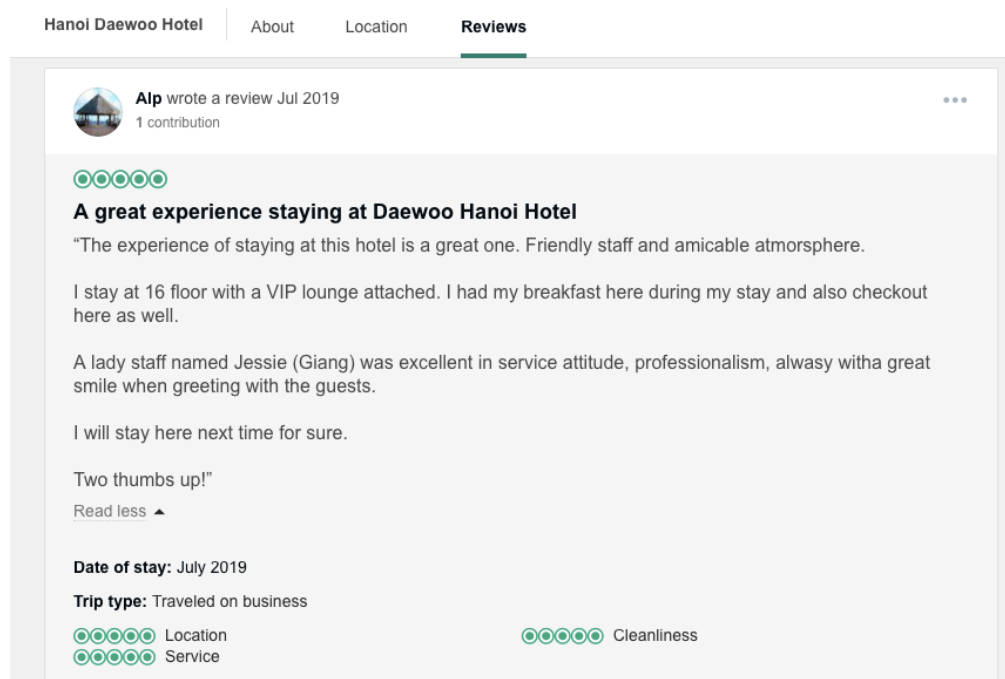 Hanoi Daewoo Hotel
About
Location
Reviews
Alp wrote a review Jul 2019
1 contribution
A great experience staying at Daewoo Hanoi Hotel
“The experience of staying at this hotel is a great one. Friendly staff and amicable atmorsphere.
I stay at 16 floor with a VIP lounge attached. I had my breakfast here during my stay and also checkout
here as well.
A lady staff named Jessie (Giang) was excellent in service attitude, professionalism, alwasy witha great
smile when greeting with the guests.
I will stay here next time for sure.
Two thumbs up!”
Read less
Date of stay: July 2019
Trip type: Traveled on business
Location
Cleanliness
Service